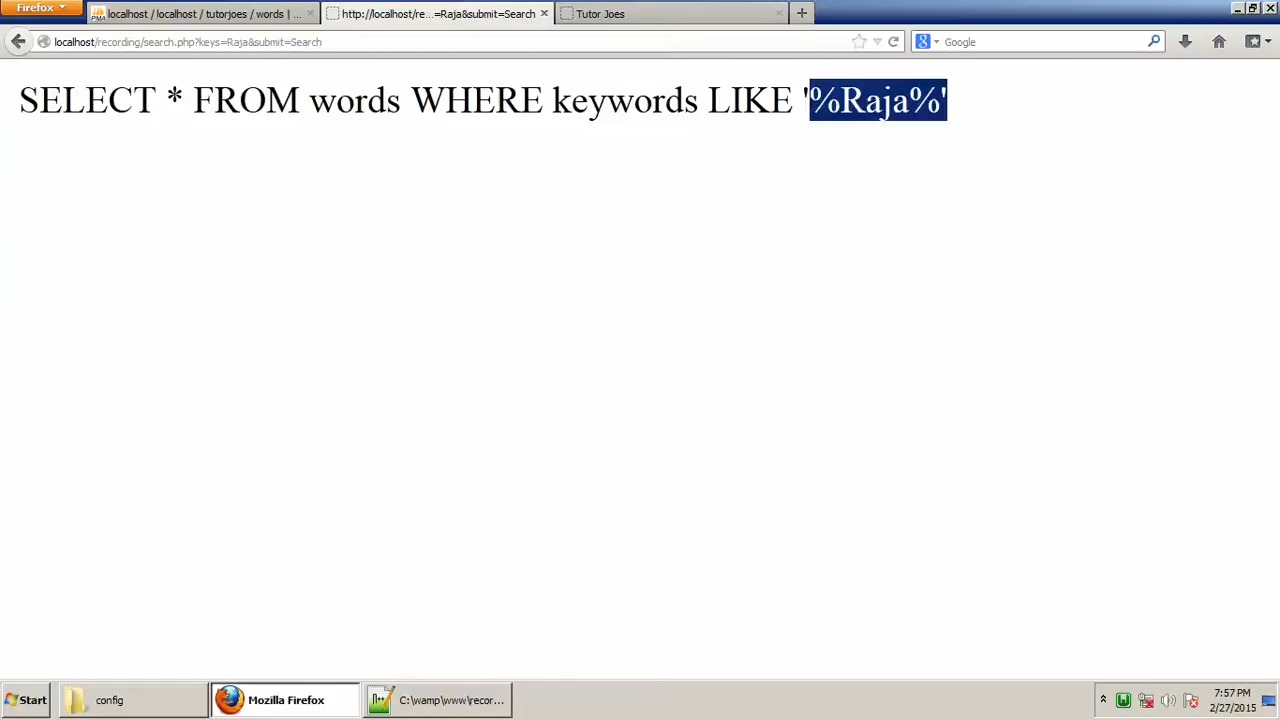 Firefox
PMA
localhost / localhost / tutorjoes / words | ...
http://localhost/re...=Raja&submit=Search
Tutor Joes
localhost/recording/search.php?keys=Raja&submit=Search
8
Google
SELECT * FROM words WHERE keywords LIKE '%Raja%'
Start
config
Mozilla Firefox
C:\wamp\www\recor...
7:57 PM
2/27/2015